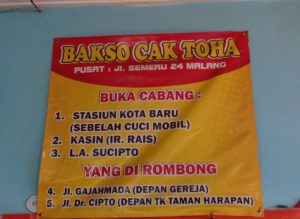 BAKSO CAK TOHA
PUSAT : Jl. SEMERU 24 MALANG
BUKA CABANG :
1. STASIUN KOTA BARU
(SEBELAH CUCI MOBIL)
2. KASIN (IR. RAIS)
3. L.A. SUCIPTO
YANG DI ROMBONG
4. Jl. GAJAHMADA (DEPAN GEREJA)
5. Jl. Dr. CIPTO (DEPAN TK TAMAN HARAPAN)